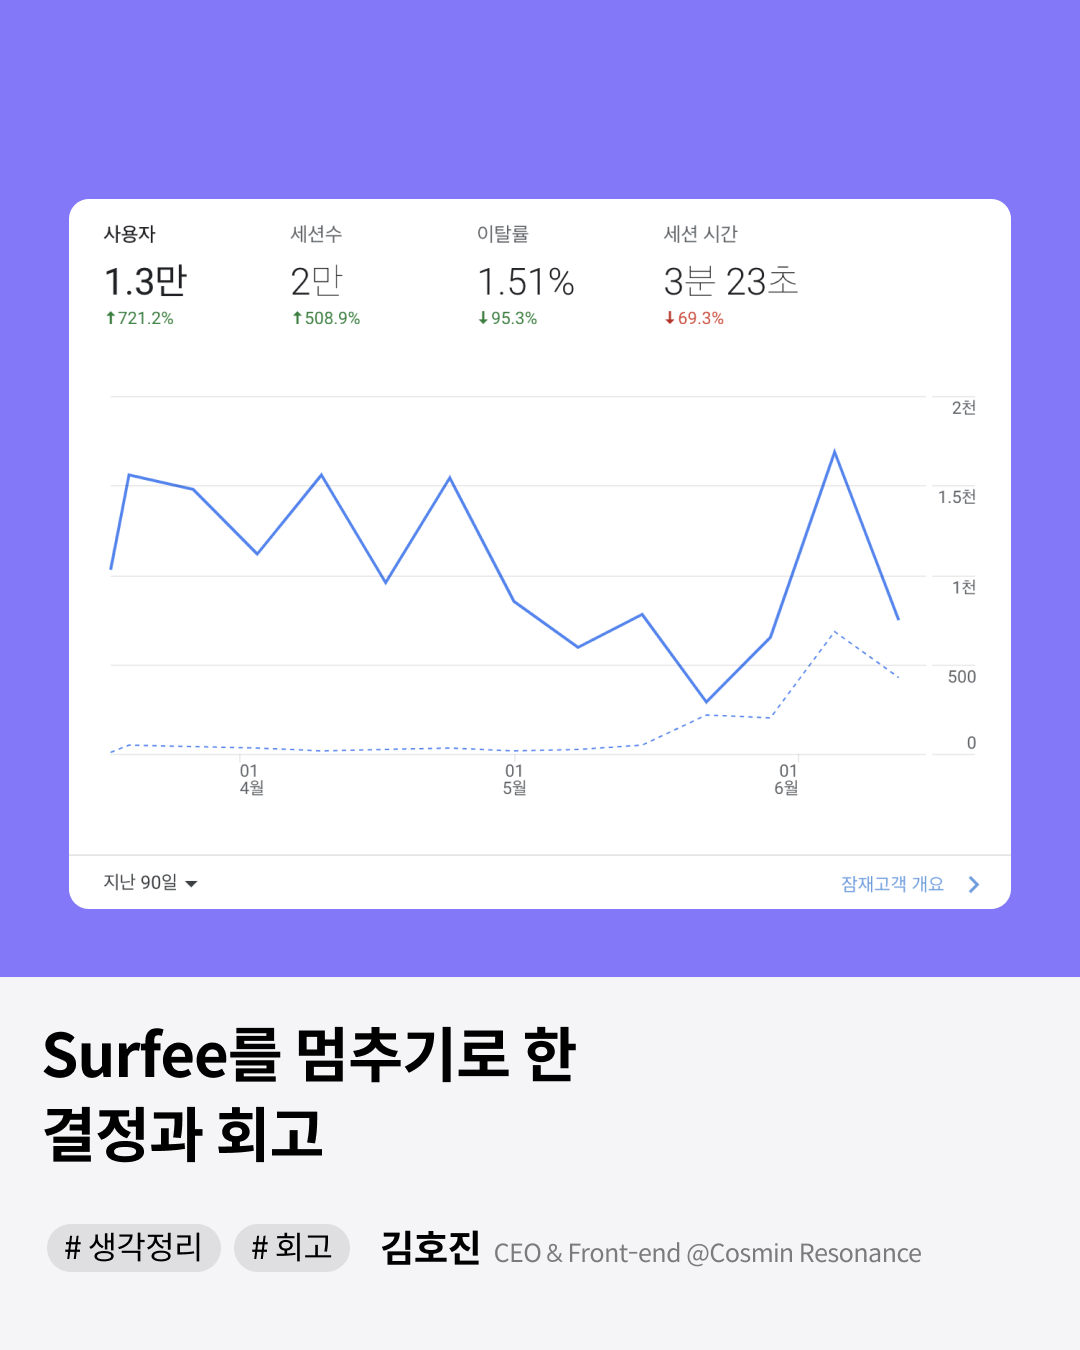 사용자
1.3만
↑721.2%
세션수
2만
↑508.9%
이탈률
1.51%
↓95.3%
세션 시간
3분 23초
↓69.3%
2천
1.5천
1천
500
0
01
4월
01
5월
01
6월
지난 90일
잠재고객 개요
Surfee를 멈추기로 한
결정과 회고
# 생각정리 # 회고 김호진 CEO & Front-end @Cosmin Resonance